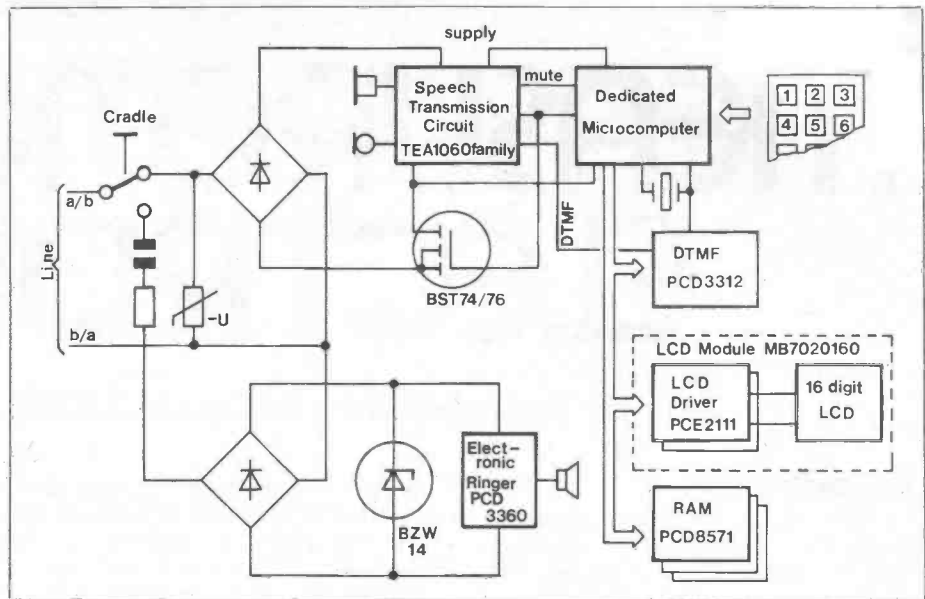 supply
Cradle
a/b
Line
b/a
-U
Speech
Transmission
Circuit
TEA1060family
mute
Dedicated
Microcomputer
1 2 3
4 5 6
DTMF
BST74/76
DTMF
PCD3312
LCD Module MB7020160
LCD
Driver
PCE2111
16 digit
LCD
BZW
14
Elect-
ronic
Ringer
PCD
3360
RAM
PCD8571